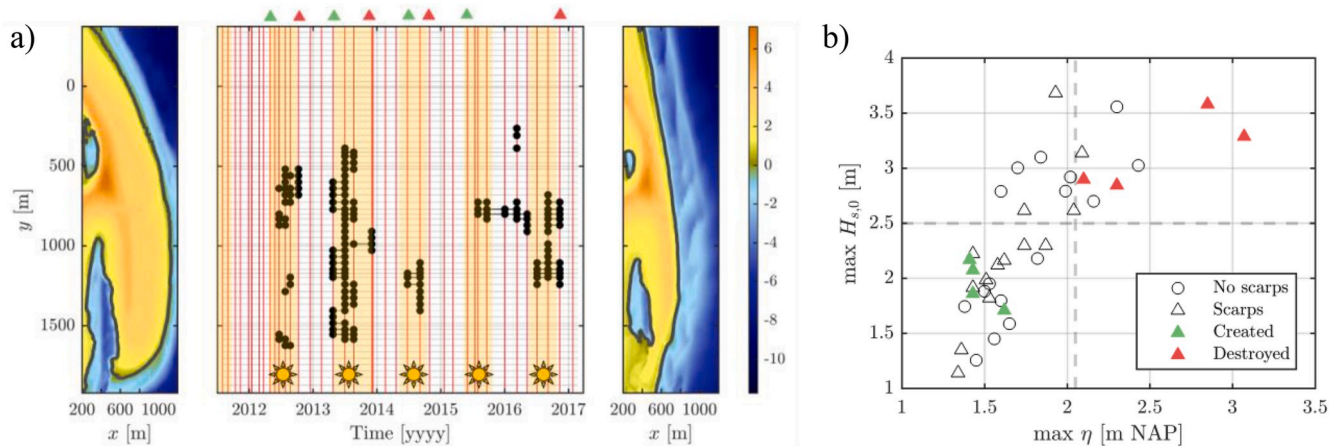 a)
0
500
1000
1500
y [m]
200 600 1000
x [m]
2012 2013 2014 2015 2016 2017
Time [yyyy]
200 600 1000
x [m]
6
4
2
0
-2
-4
-6
-8
-10
b)
4
3.5
3
2.5
2
1.5
1
max Hs,0 [m]
1 1.5 2 2.5 3 3.5
max η [m NAP]
No scarps
Scarps
Created
Destroyed